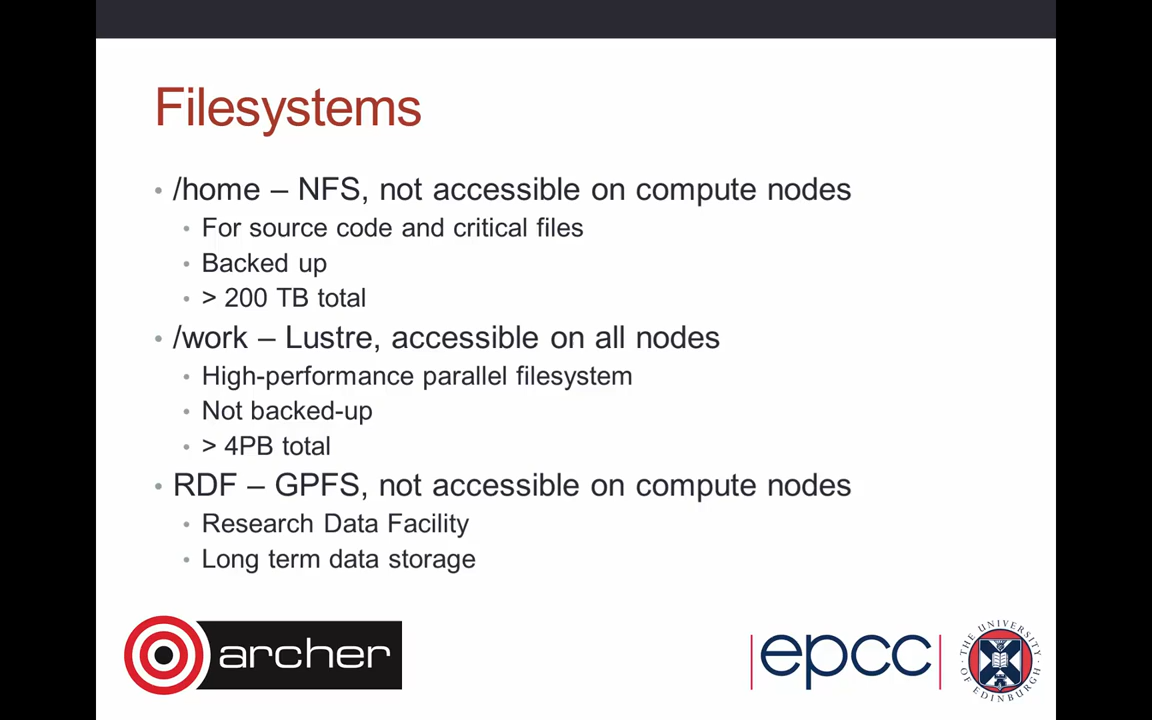 Filesystems
• /home – NFS, not accessible on compute nodes
• For source code and critical files
• Backed up
• > 200 TB total
• /work – Lustre, accessible on all nodes
• High-performance parallel filesystem
• Not backed-up
• > 4PB total
• RDF – GPFS, not accessible on compute nodes
• Research Data Facility
• Long term data storage
archer
|epcc|
THE UNIVERSITY OF EDINBURGH